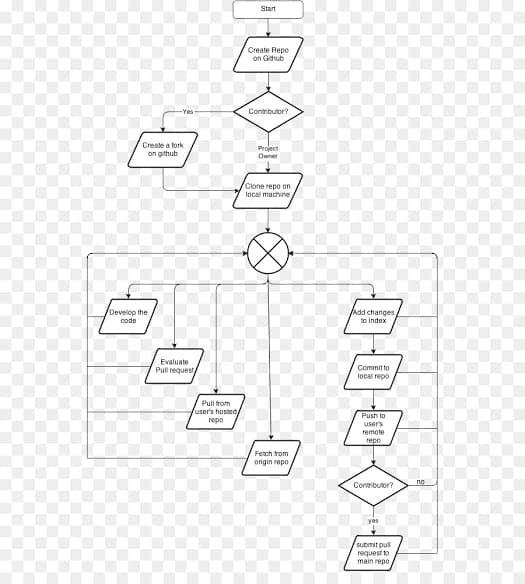 Start
Create Repo
on Github
Contributor?
Yes
Project
Owner
Create a fork
on github
Clone repo on
local machine
Develop the
code
Add changes
to index
Evaluate
Pull request
Commit to
local repo
Pull from
user's hosted
repo
Push to
user's
remote
repo
Fetch from
origin repo
Contributor?
no
yes
submit pull
request to
main repo